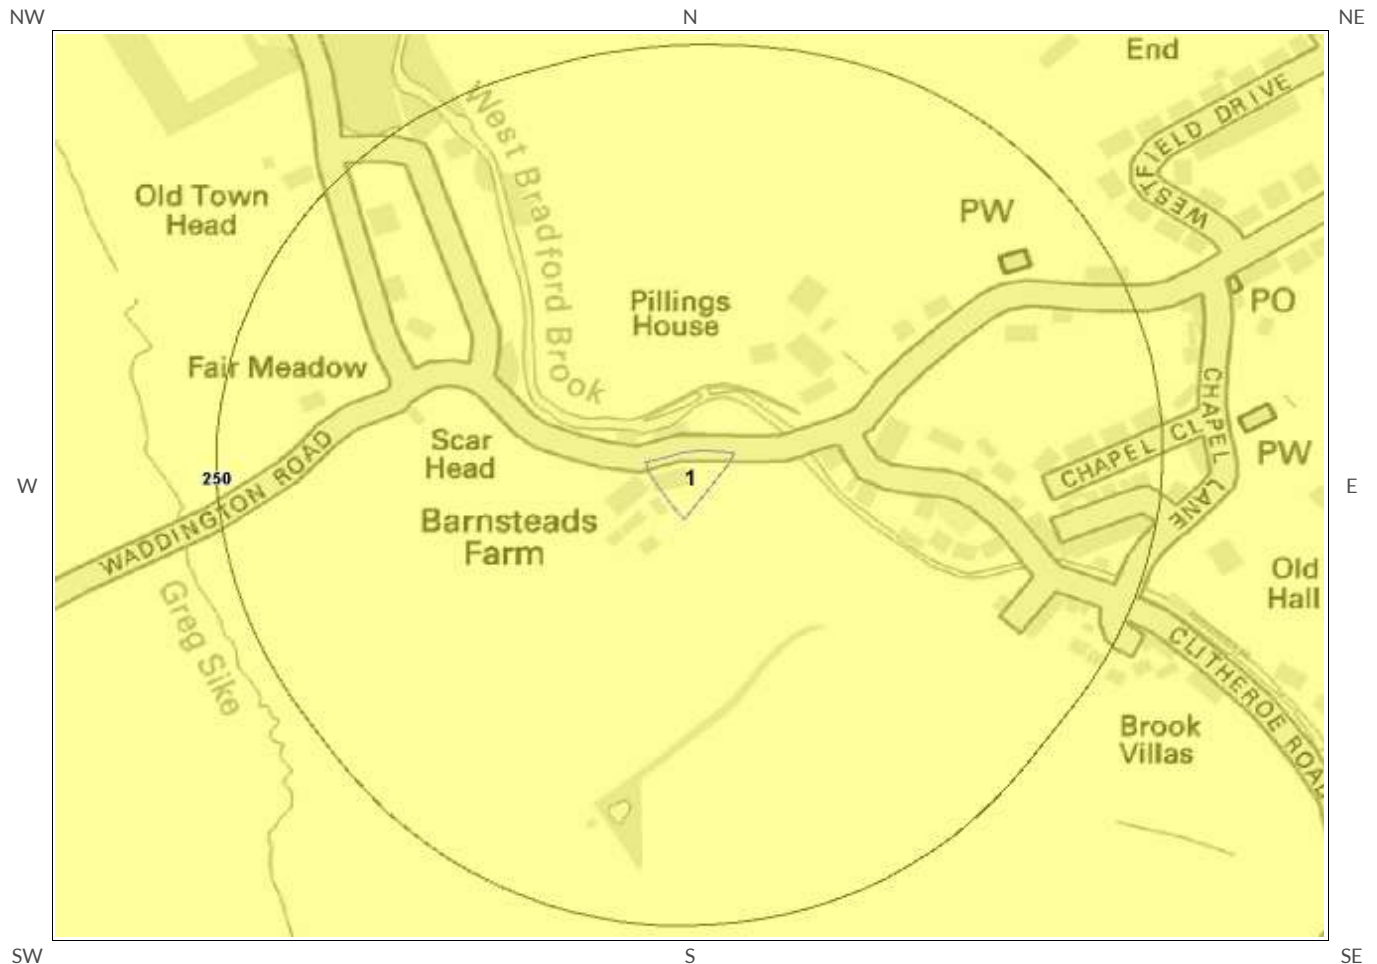 NW
N
NE
End
WESTFIELD DRIVE
West Bradford Brook
Old Town
Head
PW
Pillings
House
PO
Fair Meadow
CHAPEL LANE
CHAPEL CL
PW
Scar
Head
250
WADDINGTON ROAD
1
W
E
Barnsteads
Farm
Old
Hall
Greg Sike
CLITHEROE ROAD
Brook
Villas
SW
S
SE